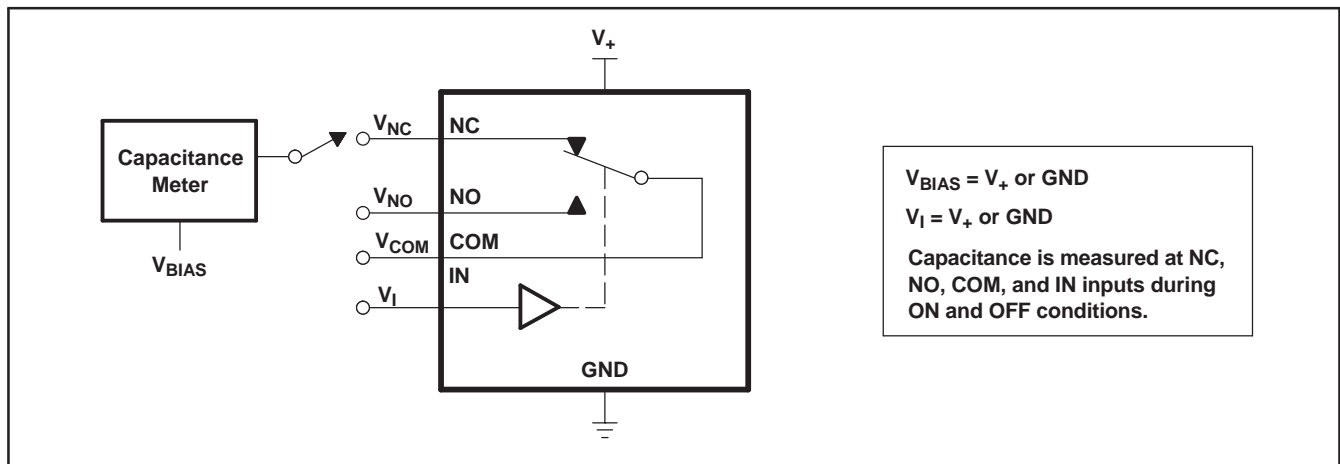 V+
VNC
NC
Capacitance
Meter
VBIAS
VNO
NO
VCOM
COM
IN
VI
GND
VBIAS = V+ or GND
VI = V+ or GND
Capacitance is measured at NC,
NO, COM, and IN inputs during
ON and OFF conditions.